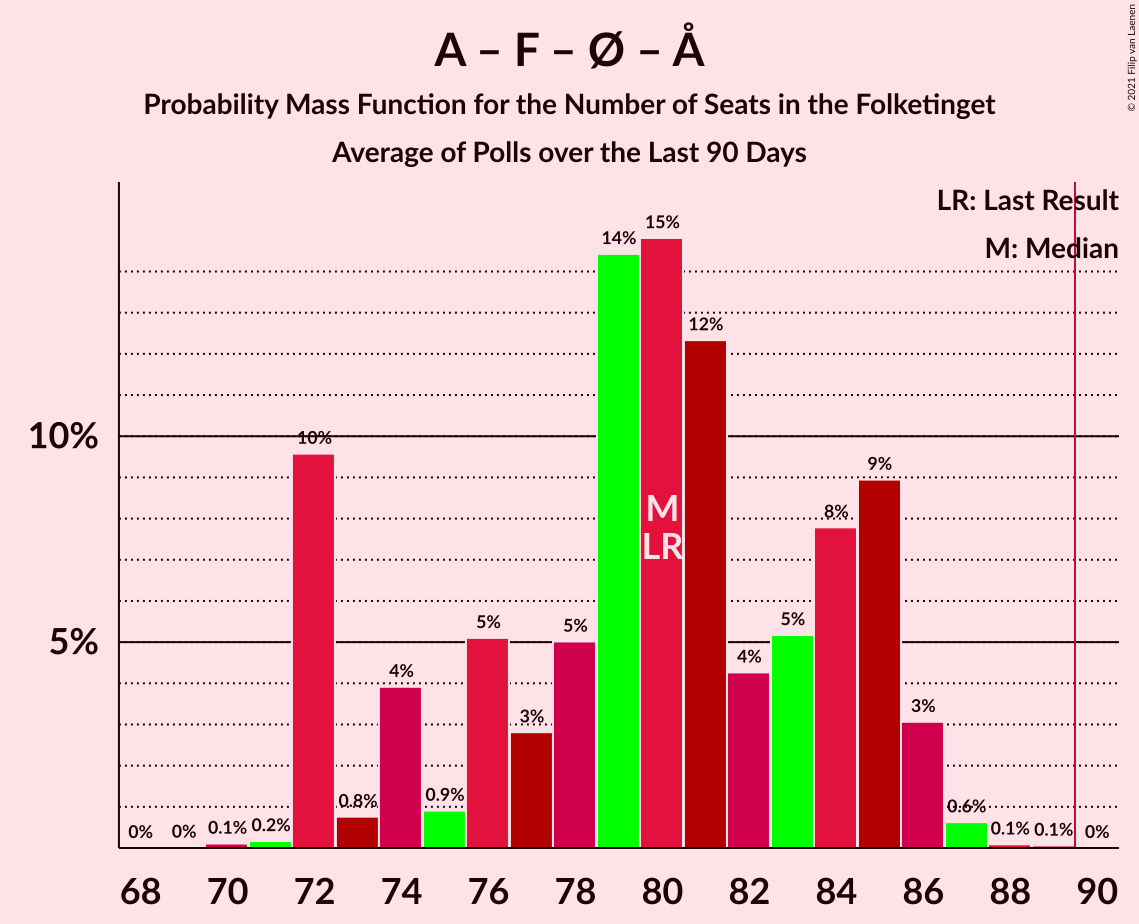 A – F – Ø – Å
Probability Mass Function for the Number of Seats in the Folketinget
Average of Polls over the Last 90 Days
© 2021 Filip van Laenen
LR: Last Result
M: Median
10%
5%
0%
0%
0.1%
0.2%
10%
0.8%
4%
0.9%
5%
3%
5%
14%
15%
12%
4%
5%
8%
9%
3%
0.6%
0.1%
0.1%
0%
M
LR
68 70 72 74 76 78 80 82 84 86 88 90